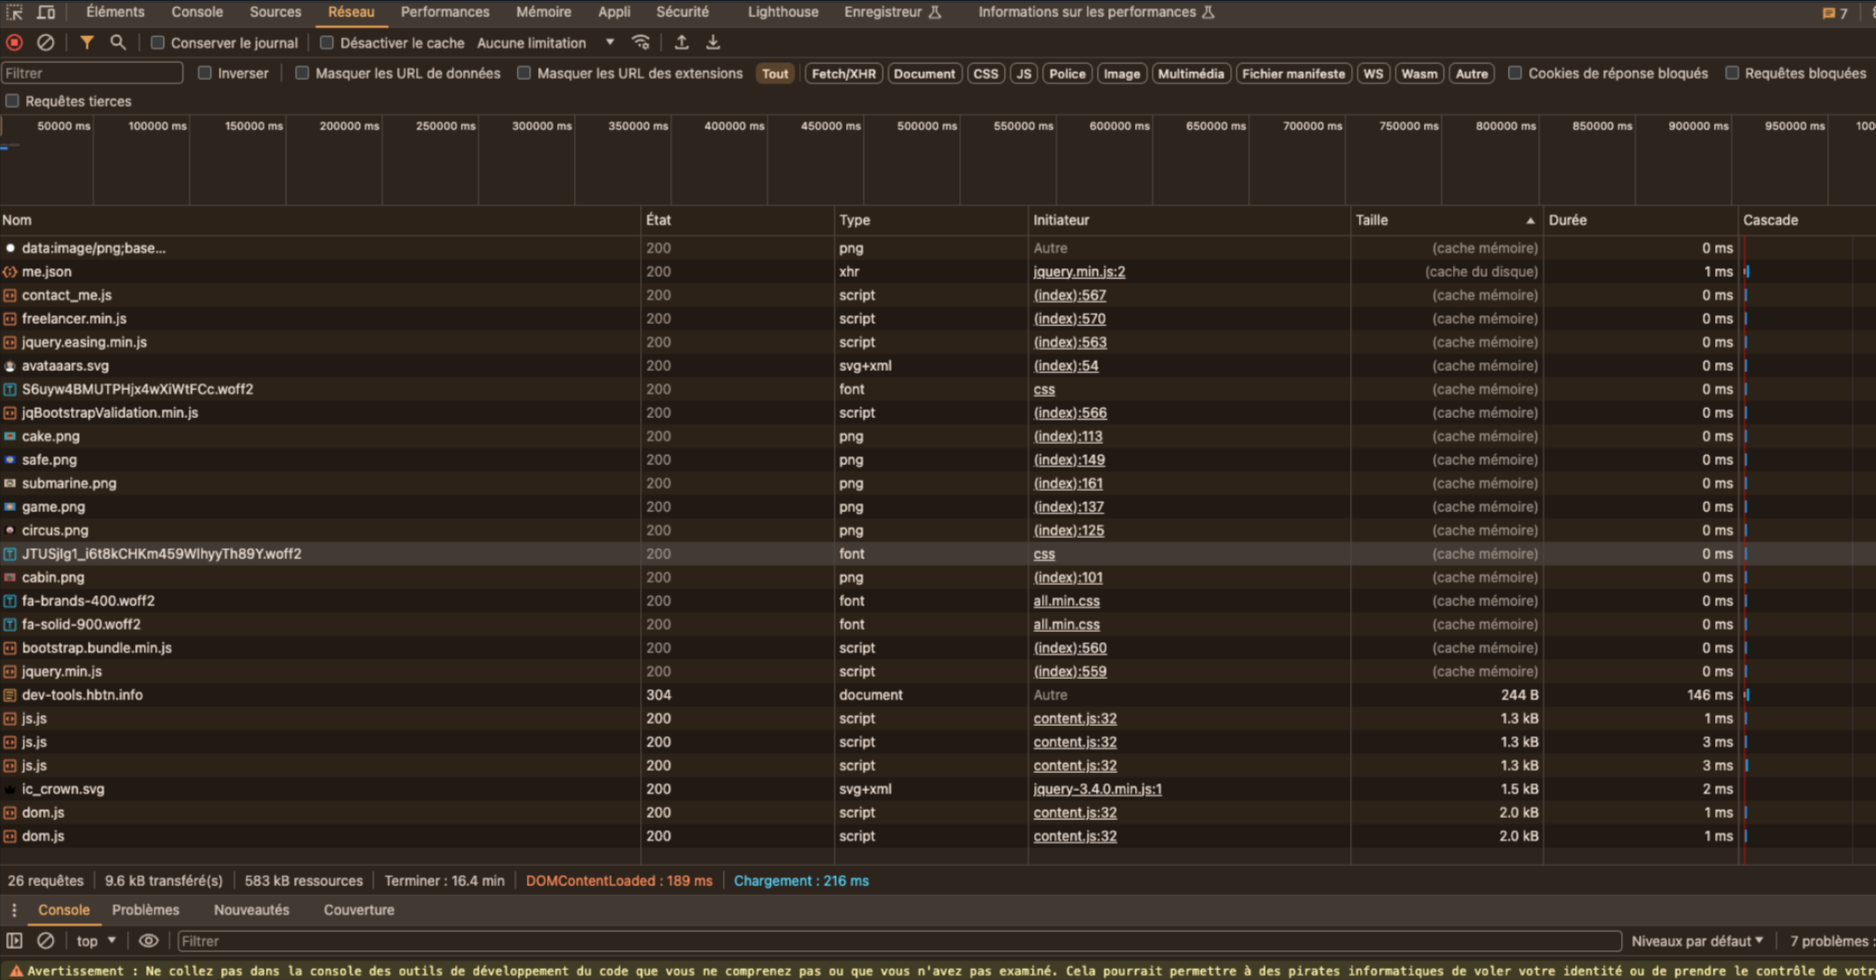 Éléments Console Sources Réseau Performances Mémoire Appli Sécurité Lighthouse Enregistreur Informations sur les performances 7
Conserver le journal Désactiver le cache Aucune limitation
Filtrer Inverser Masquer les URL de données Masquer les URL des extensions Tout Fetch/XHR Document CSS JS Police Image Multimédia Fichier manifeste WS Wasm Autre Cookies de réponse bloqués Requêtes bloquées
Requêtes tierces
50000 ms 100000 ms 150000 ms 200000 ms 250000 ms 300000 ms 350000 ms 400000 ms 450000 ms 500000 ms 550000 ms 600000 ms 650000 ms 700000 ms 750000 ms 800000 ms 850000 ms 900000 ms 950000 ms 100
Nom État Type Initiateur Taille Durée Cascade
data:image/png;base... 200 png Autre (cache mémoire) 0 ms
me.json 200 xhr jquery.min.js:2 (cache du disque) 1 ms
contact_me.js 200 script (index):567 (cache mémoire) 0 ms
freelancer.min.js 200 script (index):570 (cache mémoire) 0 ms
jquery.easing.min.js 200 script (index):563 (cache mémoire) 0 ms
avataaars.svg 200 svg+xml (index):54 (cache mémoire) 0 ms
S6uyw4BMUTPHjx4wXiWtFCc.woff2 200 font css (cache mémoire) 0 ms
jqBootstrapValidation.min.js 200 script (index):566 (cache mémoire) 0 ms
cake.png 200 png (index):113 (cache mémoire) 0 ms
safe.png 200 png (index):149 (cache mémoire) 0 ms
submarine.png 200 png (index):161 (cache mémoire) 0 ms
game.png 200 png (index):137 (cache mémoire) 0 ms
circus.png 200 png (index):125 (cache mémoire) 0 ms
JTUSjIg1_i6t8kCHKm459WlhyyTh89Y.woff2 200 font css (cache mémoire) 0 ms
cabin.png 200 png (index):101 (cache mémoire) 0 ms
fa-brands-400.woff2 200 font all.min.css (cache mémoire) 0 ms
fa-solid-900.woff2 200 font all.min.css (cache mémoire) 0 ms
bootstrap.bundle.min.js 200 script (index):560 (cache mémoire) 0 ms
jquery.min.js 200 script (index):559 (cache mémoire) 0 ms
dev-tools.hbtn.info 304 document Autre 244 B 146 ms
js.js 200 script content.js:32 1.3 kB 1 ms
js.js 200 script content.js:32 1.3 kB 3 ms
js.js 200 script content.js:32 1.3 kB 3 ms
ic_crown.svg 200 svg+xml jquery-3.4.0.min.js:1 1.5 kB 2 ms
dom.js 200 script content.js:32 2.0 kB 1 ms
dom.js 200 script content.js:32 2.0 kB 1 ms
26 requêtes 9.6 kB transféré(s) 583 kB ressources Terminer : 16.4 min DOMContentLoaded : 189 ms Chargement : 216 ms
Console Problèmes Nouveautés Couverture
top Filtrer Niveaux par défaut 7 problèmes :
Avertissement : Ne collez pas dans la console des outils de développement du code que vous ne comprenez pas ou que vous n'avez pas examiné. Cela pourrait permettre à des pirates informatiques de voler votre identité ou de prendre le contrôle de vot